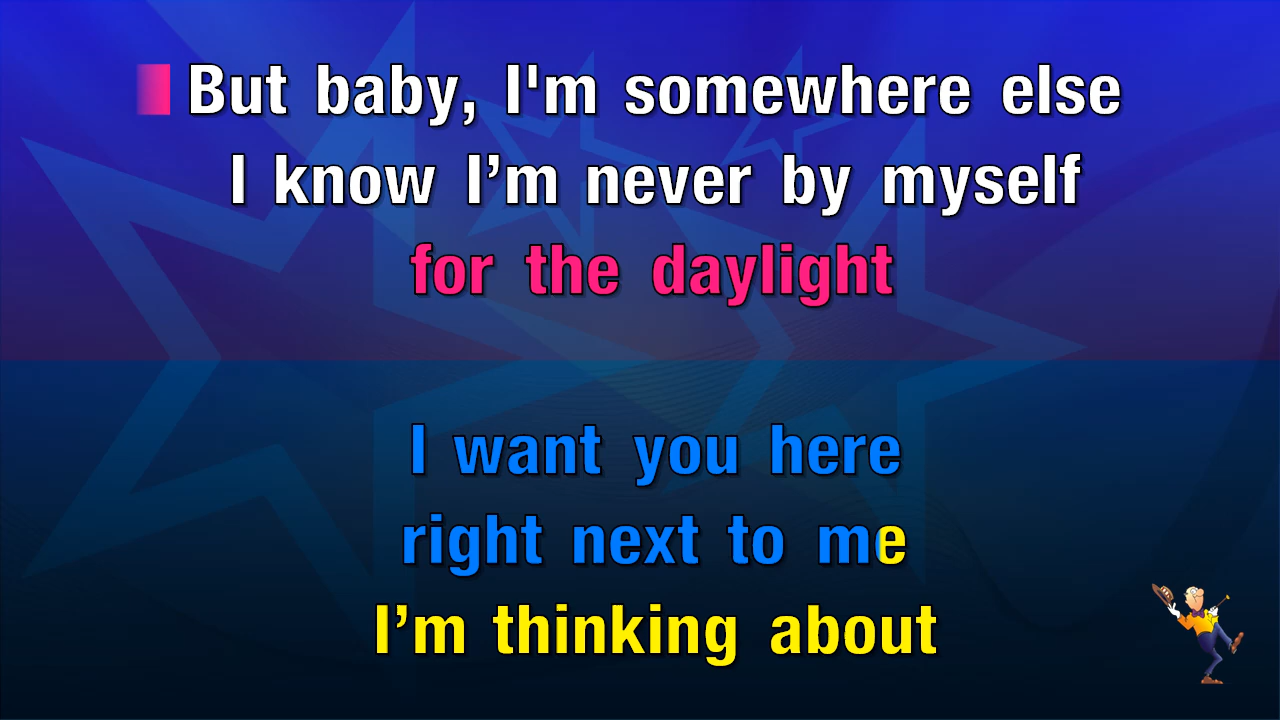 But baby, I'm somewhere else
I know I’m never by myself
for the daylight
I want you here
right next to me
I’m thinking about